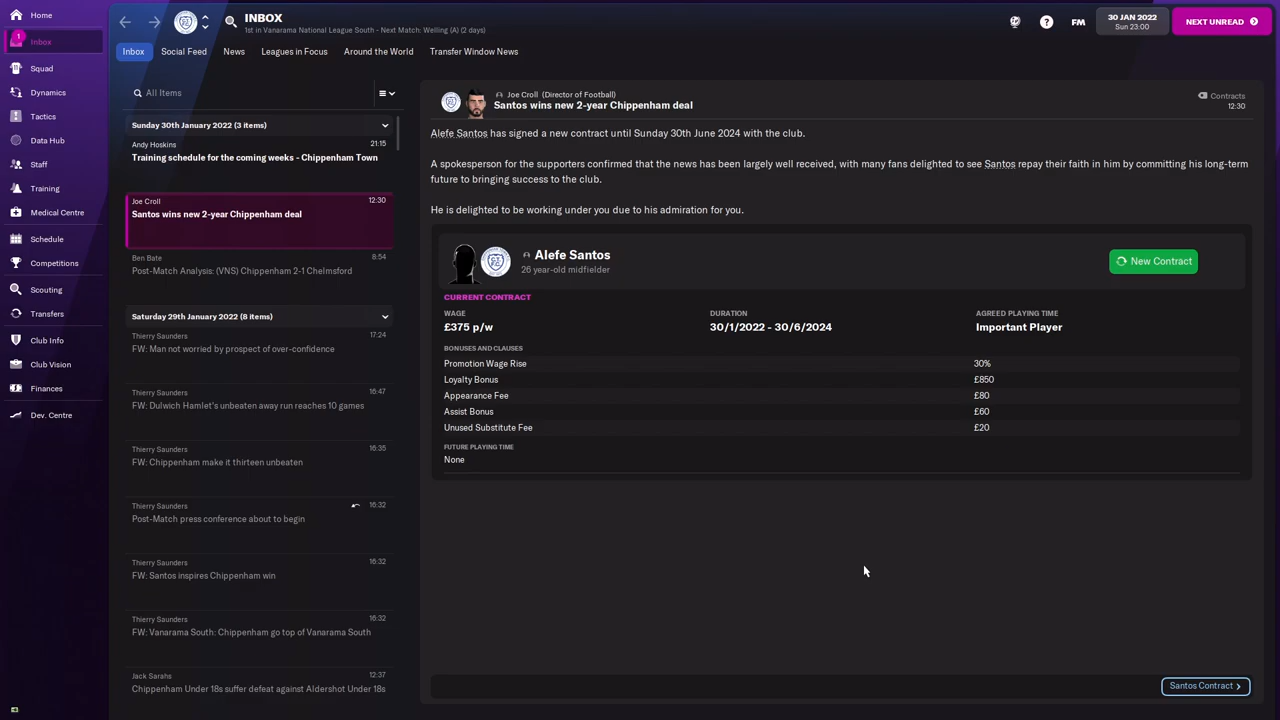 Home
1
Inbox
Squad
Dynamics
Tactics
Data Hub
Staff
Training
Medical Centre
Schedule
Competitions
Scouting
Transfers
Club Info
Club Vision
Finances
Dev. Centre
INBOX
1st in Vanarama National League South - Next Match: Welling (A) (2 days)
FM
30 JAN 2022
Sun 23:00
NEXT UNREAD
Inbox
Social Feed
News
Leagues in Focus
Around the World
Transfer Window News
All Items
Sunday 30th January 2022 (3 items)
Andy Hoskins 21:15
Training schedule for the coming weeks - Chippenham Town
Joe Croll 12:30
Santos wins new 2-year Chippenham deal
Ben Bate 8:54
Post-Match Analysis: (VNS) Chippenham 2-1 Chelmsford
Saturday 29th January 2022 (8 items)
Thierry Saunders 17:24
FW: Man not worried by prospect of over-confidence
Thierry Saunders 16:47
FW: Dulwich Hamlet's unbeaten away run reaches 10 games
Thierry Saunders 16:35
FW: Chippenham make it thirteen unbeaten
Thierry Saunders 16:32
Post-Match press conference about to begin
Thierry Saunders 16:32
FW: Santos inspires Chippenham win
Thierry Saunders 16:32
FW: Vanarama South: Chippenham go top of Vanarama South
Jack Sarahs 12:37
Chippenham Under 18s suffer defeat against Aldershot Under 18s
Joe Croll (Director of Football)
Santos wins new 2-year Chippenham deal
Contracts
12:30
Alefe Santos has signed a new contract until Sunday 30th June 2024 with the club.
A spokesperson for the supporters confirmed that the news has been largely well received, with many fans delighted to see Santos repay their faith in him by committing his long-term
future to bringing success to the club.
He is delighted to be working under you due to his admiration for you.
Alefe Santos
26 year-old midfielder
New Contract
CURRENT CONTRACT
WAGE DURATION AGREED PLAYING TIME
£375 p/w 30/1/2022 - 30/6/2024 Important Player
BONUSES AND CLAUSES
Promotion Wage Rise 30%
Loyalty Bonus £850
Appearance Fee £80
Assist Bonus £60
Unused Substitute Fee £20
FUTURE PLAYING TIME
None
Santos Contract